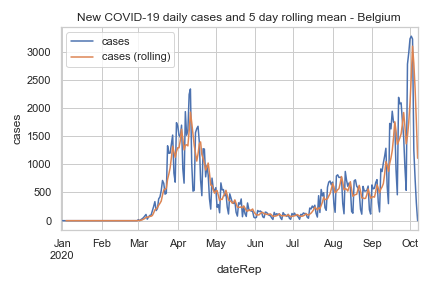 New COVID-19 daily cases and 5 day rolling mean - Belgium
cases
cases (rolling)
cases
3000
2500
2000
1500
1000
500
0
Jan Feb Mar Apr May Jun Jul Aug Sep Oct
2020
dateRep